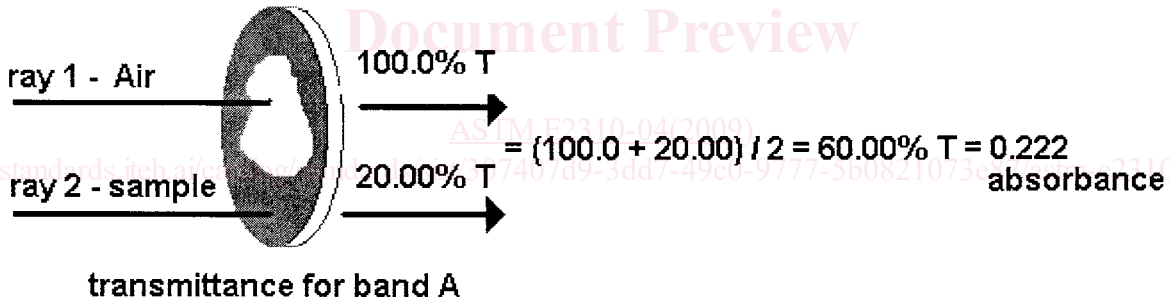 Document Preview
ray 1 - Air
100.0% T
ASTM F2310-04(2009)
= (100.0 + 20.00) / 2 = 60.00% T = 0.222
absorbance
ray 2 - sample
20.00% T
transmittance for band A